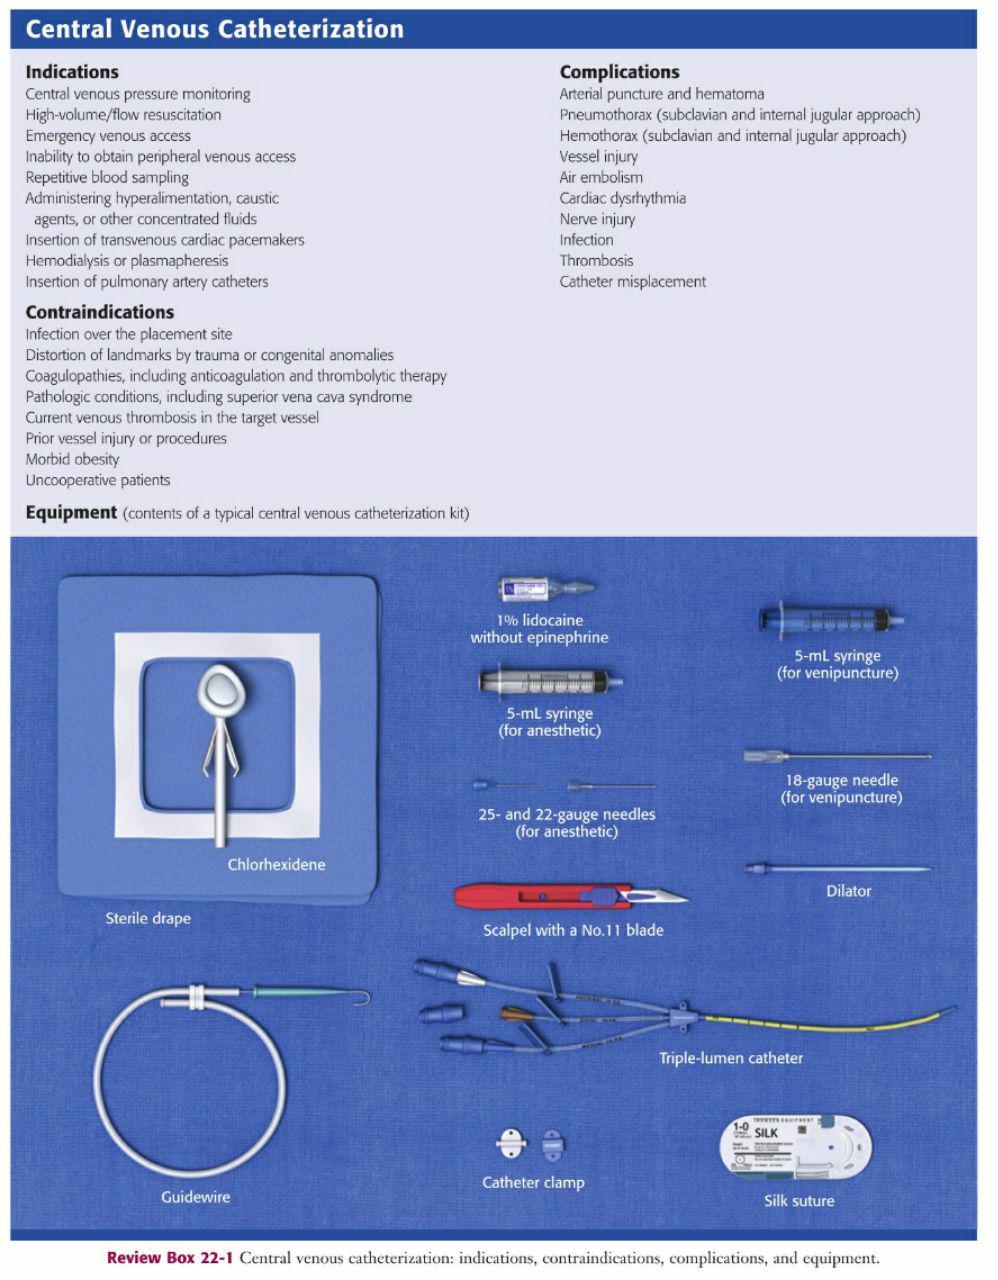 Central Venous Catheterization
Indications
Central venous pressure monitoring
High-volume/flow resuscitation
Emergency venous access
Inability to obtain peripheral venous access
Repetitive blood sampling
Administering hyperalimentation, caustic
agents, or other concentrated fluids
Insertion of transvenous cardiac pacemakers
Hemodialysis or plasmapheresis
Insertion of pulmonary artery catheters
Contraindications
Infection over the placement site
Distortion of landmarks by trauma or congenital anomalies
Coagulopathies, including anticoagulation and thrombolytic therapy
Pathologic conditions, including superior vena cava syndrome
Current venous thrombosis in the target vessel
Prior vessel injury or procedures
Morbid obesity
Uncooperative patients
Complications
Arterial puncture and hematoma
Pneumothorax (subclavian and internal jugular approach)
Hemothorax (subclavian and internal jugular approach)
Vessel injury
Air embolism
Cardiac dysrhythmia
Nerve injury
Infection
Thrombosis
Catheter misplacement
Equipment (contents of a typical central venous catheterization kit)
1% lidocaine
without epinephrine
5-mL syringe
(for venipuncture)
5-mL syringe
(for anesthetic)
18-gauge needle
(for venipuncture)
25- and 22-gauge needles
(for anesthetic)
Chlorhexidene
Dilator
Sterile drape
Scalpel with a No.11 blade
Triple-lumen catheter
1-0
SILK
Catheter clamp
Guidewire
Silk suture
Review Box 22-1 Central venous catheterization: indications, contraindications, complications, and equipment.